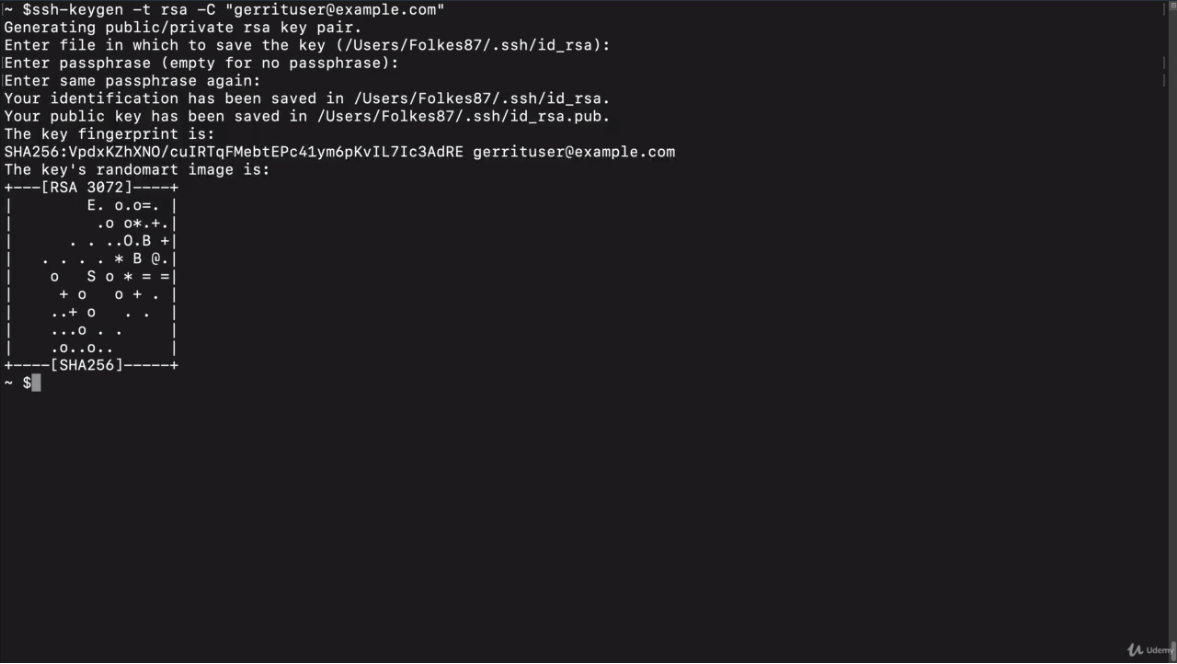 ~ $ssh-keygen -t rsa -C "gerrituser@example.com"
Generating public/private rsa key pair.
Enter file in which to save the key (/Users/Folkes87/.ssh/id_rsa):
Enter passphrase (empty for no passphrase):
Enter same passphrase again:
Your identification has been saved in /Users/Folkes87/.ssh/id_rsa.
Your public key has been saved in /Users/Folkes87/.ssh/id_rsa.pub.
The key fingerprint is:
SHA256:VpdxKZhXNO/cuIRTqFMebtEPc41ym6pKvIL7Ic3AdRE gerrituser@example.com
The key's randomart image is:
+---[RSA 3072]----+
|        E. o.o=. |
|         .o o*.+.|
|      . . ..O.B +|
|   . . . . * B @.|
|    o   S o * = =|
|     + o   o + . |
|    ..+ o   . .  |
|    ...o . .     |
|    .o..o..      |
+----[SHA256]-----+
~ $
Udemy